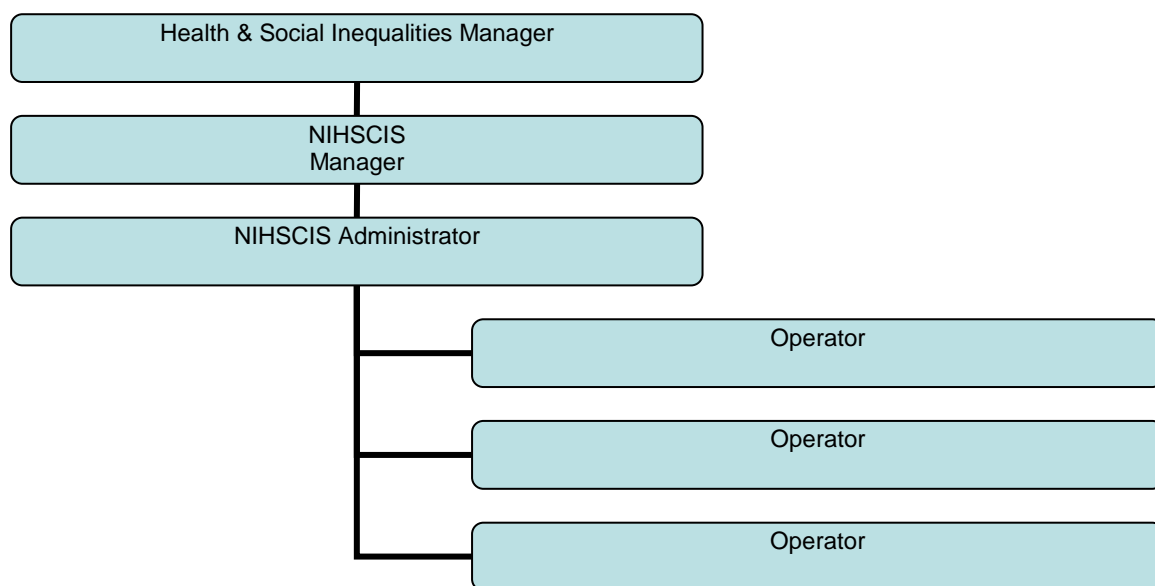 Health & Social Inequalities Manager
NIHSCIS
Manager
NIHSCIS Administrator
Operator
Operator
Operator